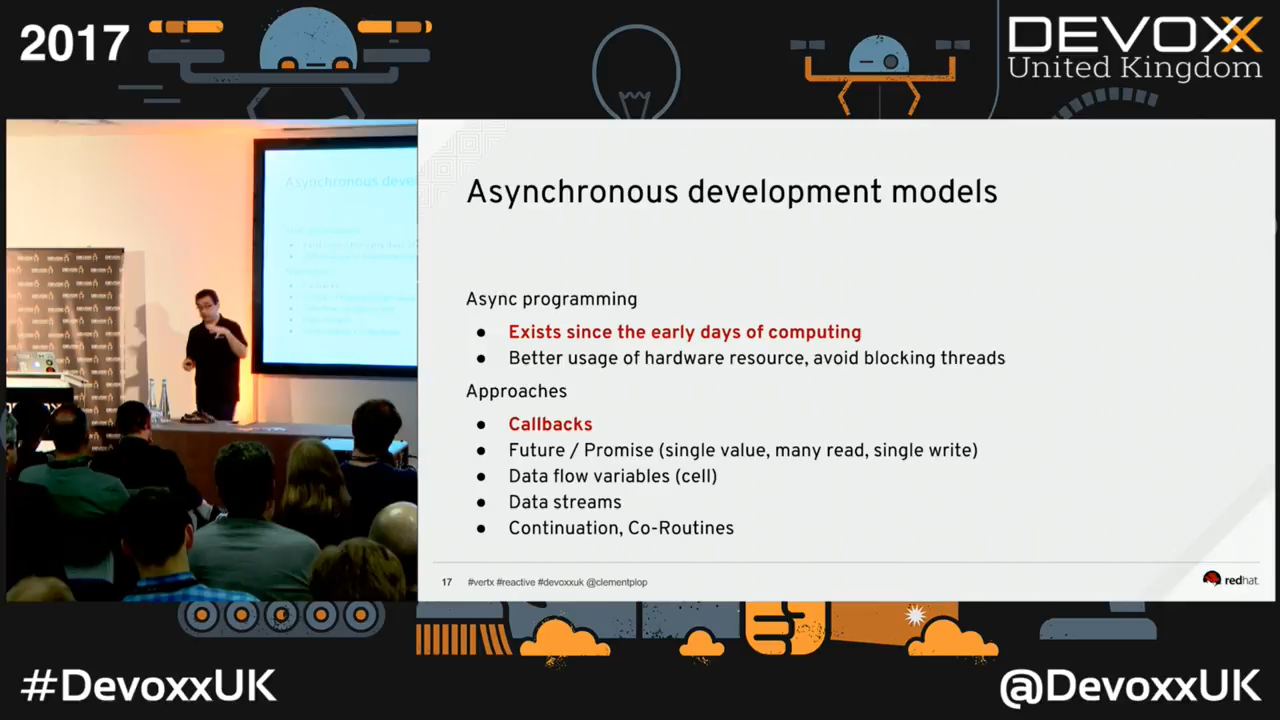 2017
DEVOXX
United Kingdom
Asynchronous development models
Async programming
● Exists since the early days of computing
● Better usage of hardware resource, avoid blocking threads
Approaches
● Callbacks
● Future / Promise (single value, many read, single write)
● Data flow variables (cell)
● Data streams
● Continuation, Co-Routines
17 #vertx #reactive #devoxxuk @clementplop
redhat.
Asynchronous deve
#DevoxxUK
@DevoxxUK